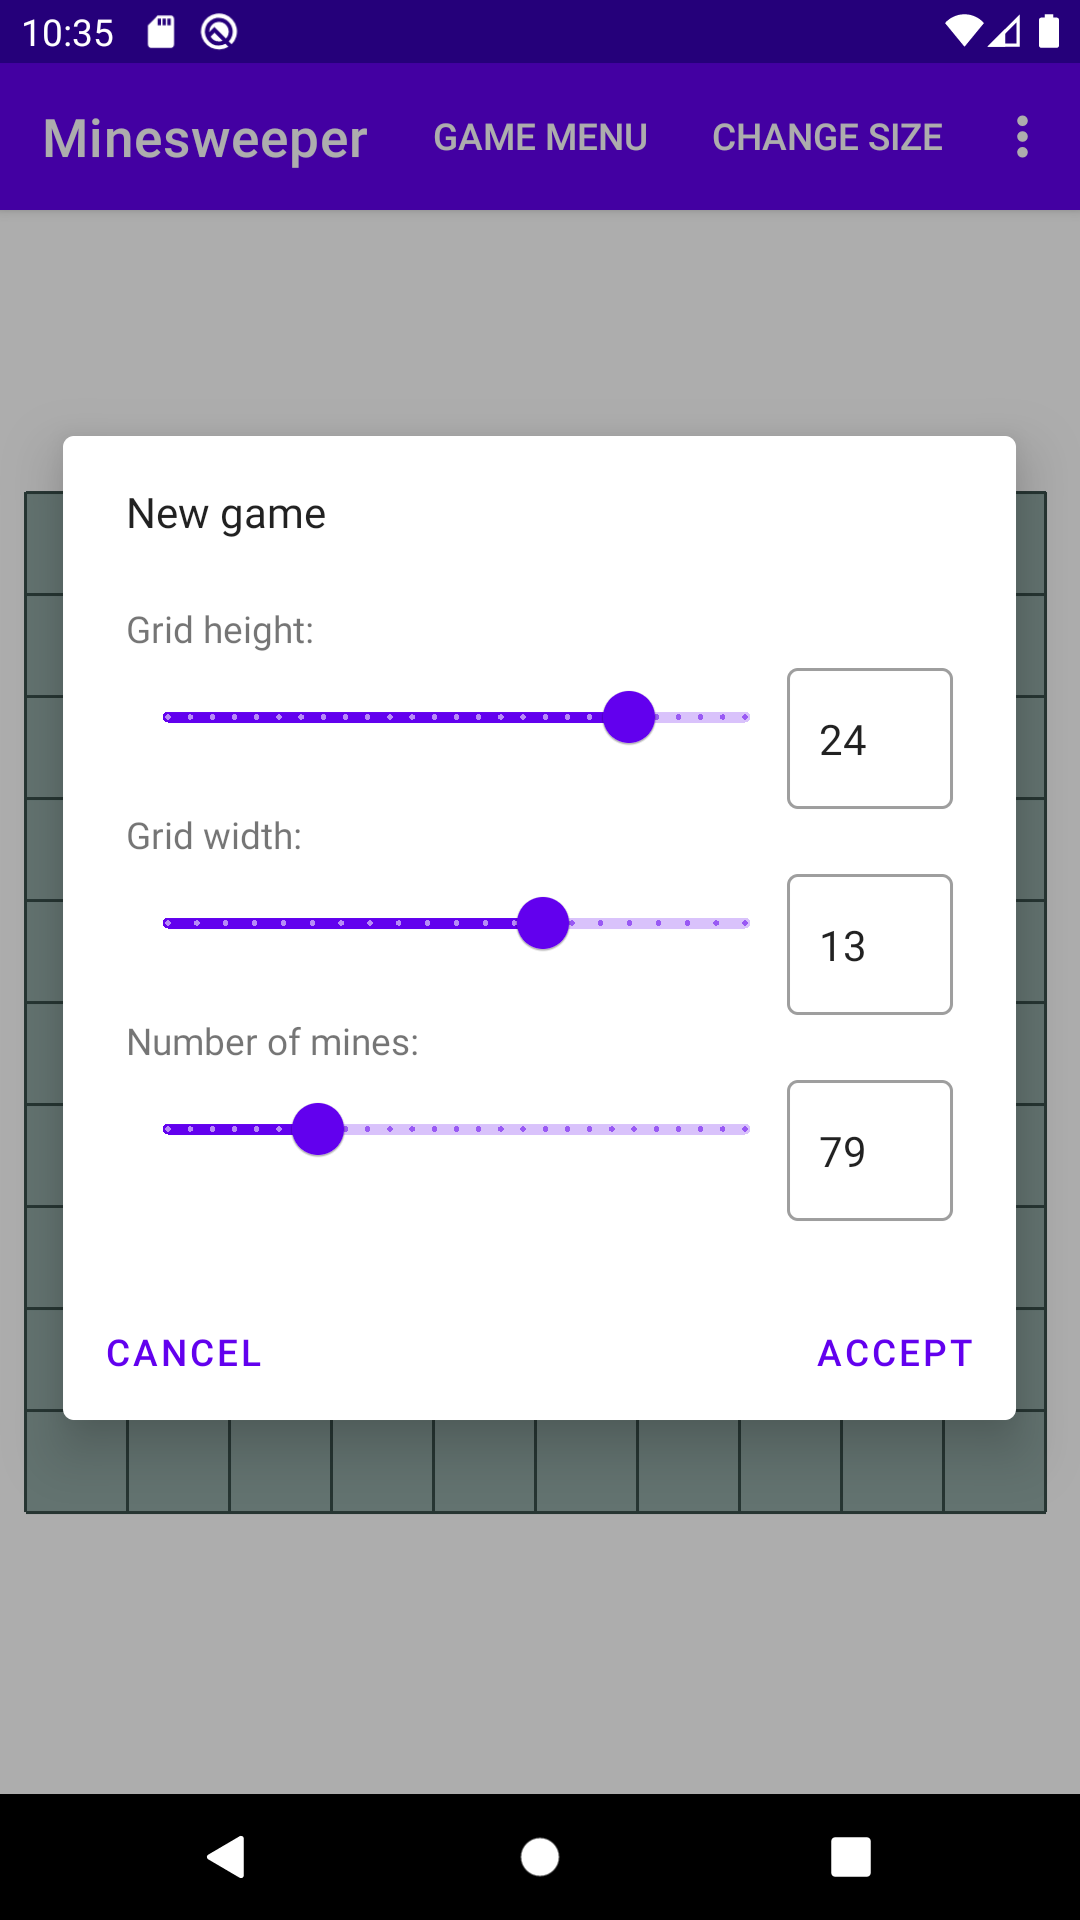 10:35
Minesweeper GAME MENU CHANGE SIZE
New game
Grid height:
24
Grid width:
13
Number of mines:
79
CANCEL ACCEPT